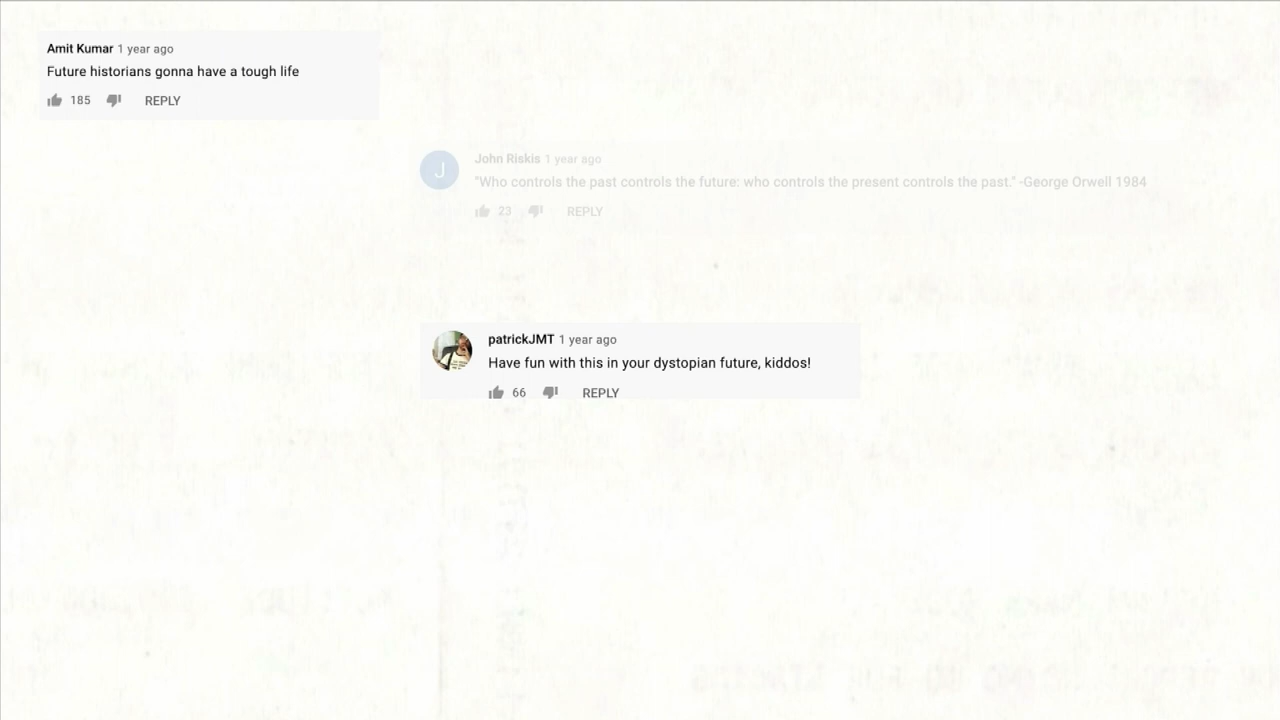 Amit Kumar 1 year ago
Future historians gonna have a tough life
185 REPLY
J
John Riskis 1 year ago
"Who controls the past controls the future: who controls the present controls the past." -George Orwell 1984
23 REPLY
patrickJMT 1 year ago
Have fun with this in your dystopian future, kiddos!
66 REPLY